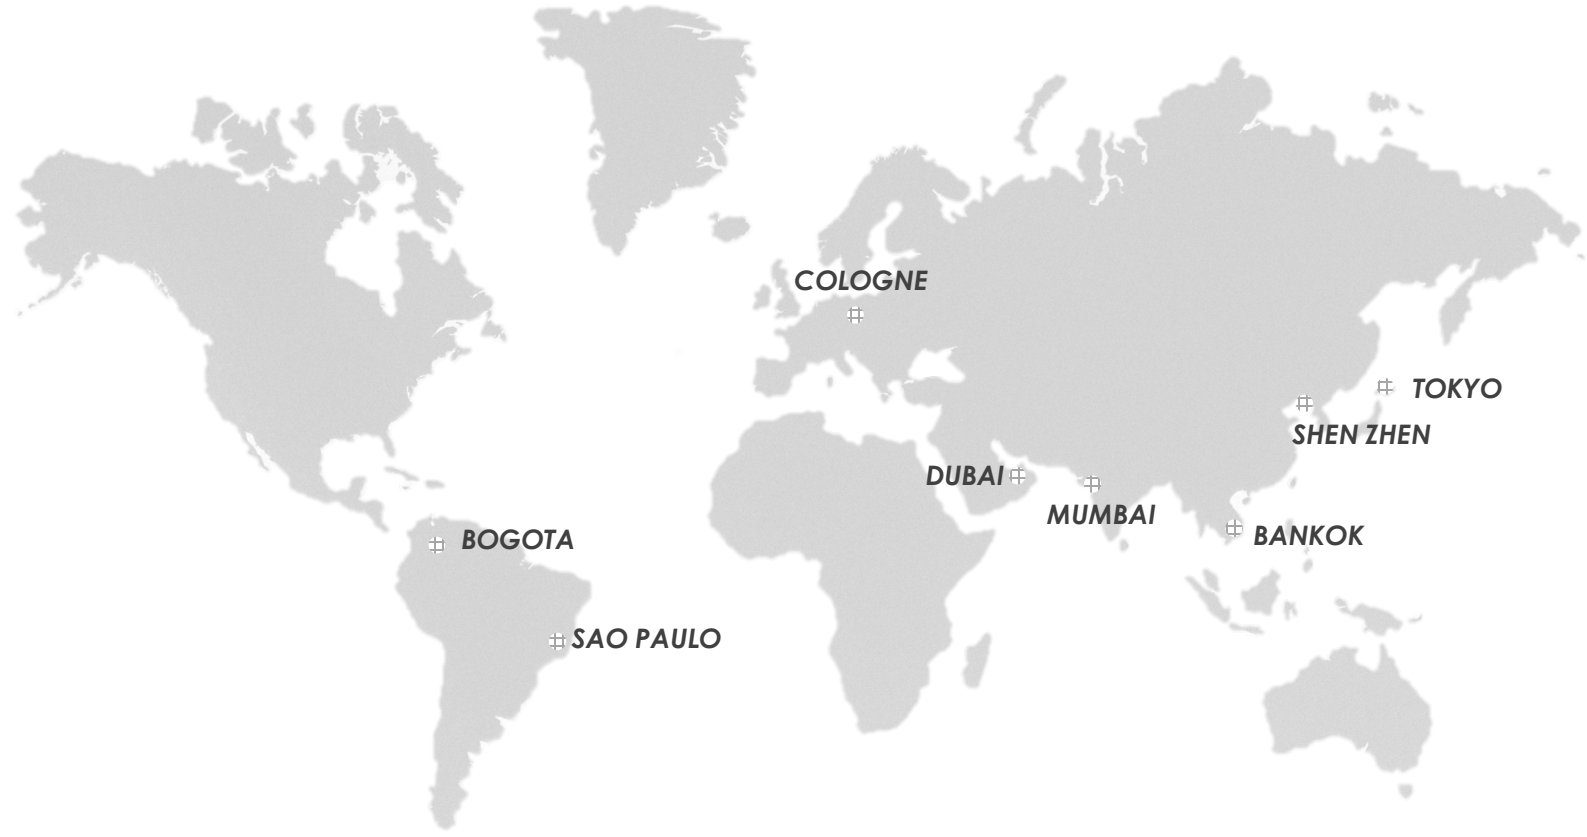 COLOGNE
TOKYO
SHEN ZHEN
DUBAI
MUMBAI
BANKOK
BOGOTA
SAO PAULO